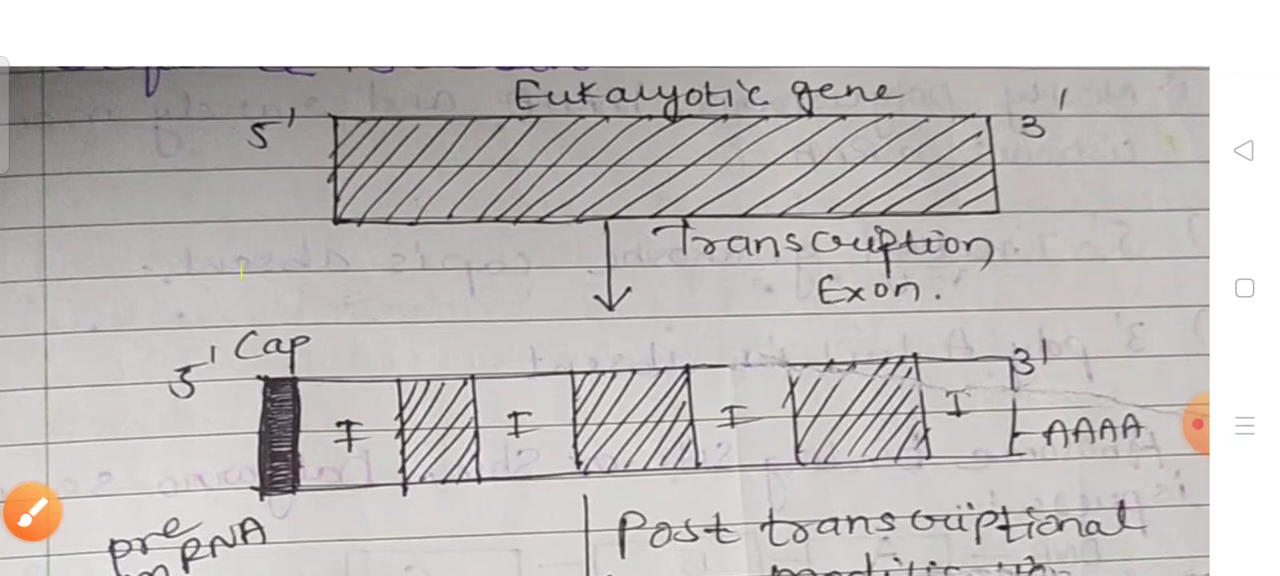 Eukaryotic gene
5' 3'
Transcription
Exon.
5' Cap 3'
I I I I AAAA
pre
mRNA
Post transcriptional